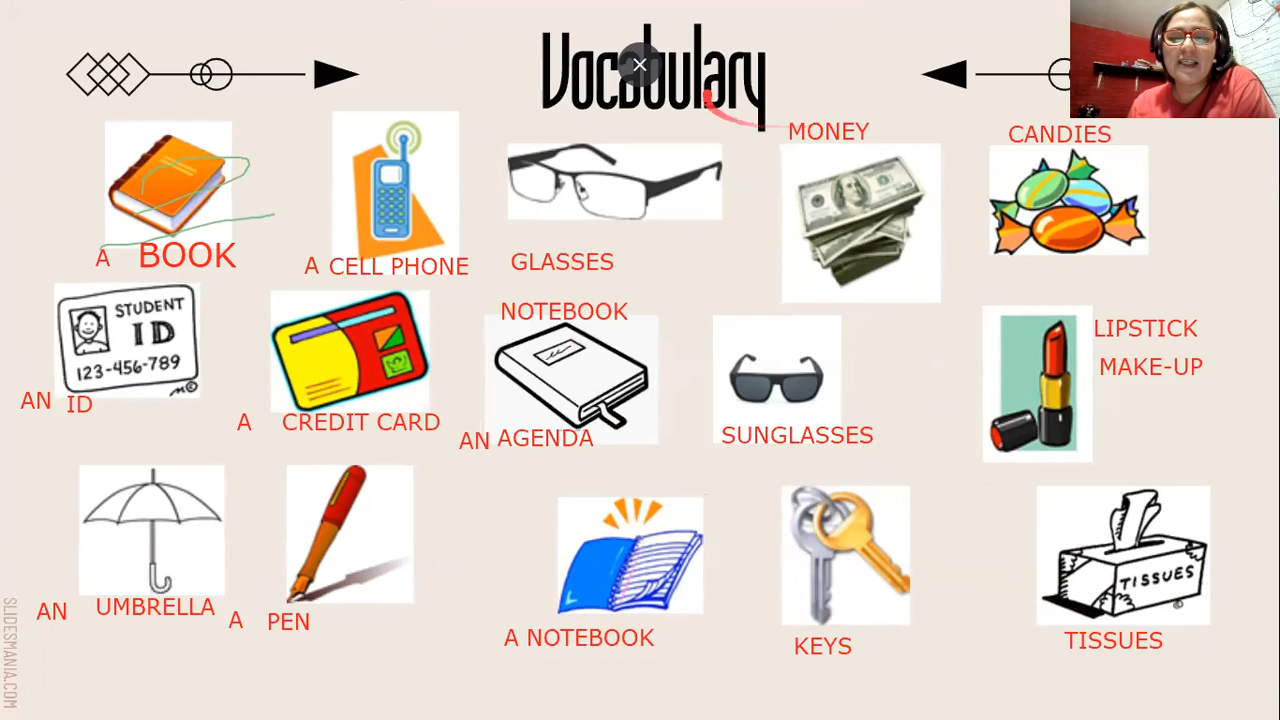 Vocabulary
MONEY
CANDIES
A BOOK
A CELL PHONE
GLASSES
STUDENT
ID
123-456-789
AN ID
A CREDIT CARD
NOTEBOOK
AN AGENDA
SUNGLASSES
LIPSTICK
MAKE-UP
AN UMBRELLA
A PEN
A NOTEBOOK
KEYS
TISSUES
TISSUES
SLIDESMANIA.COM